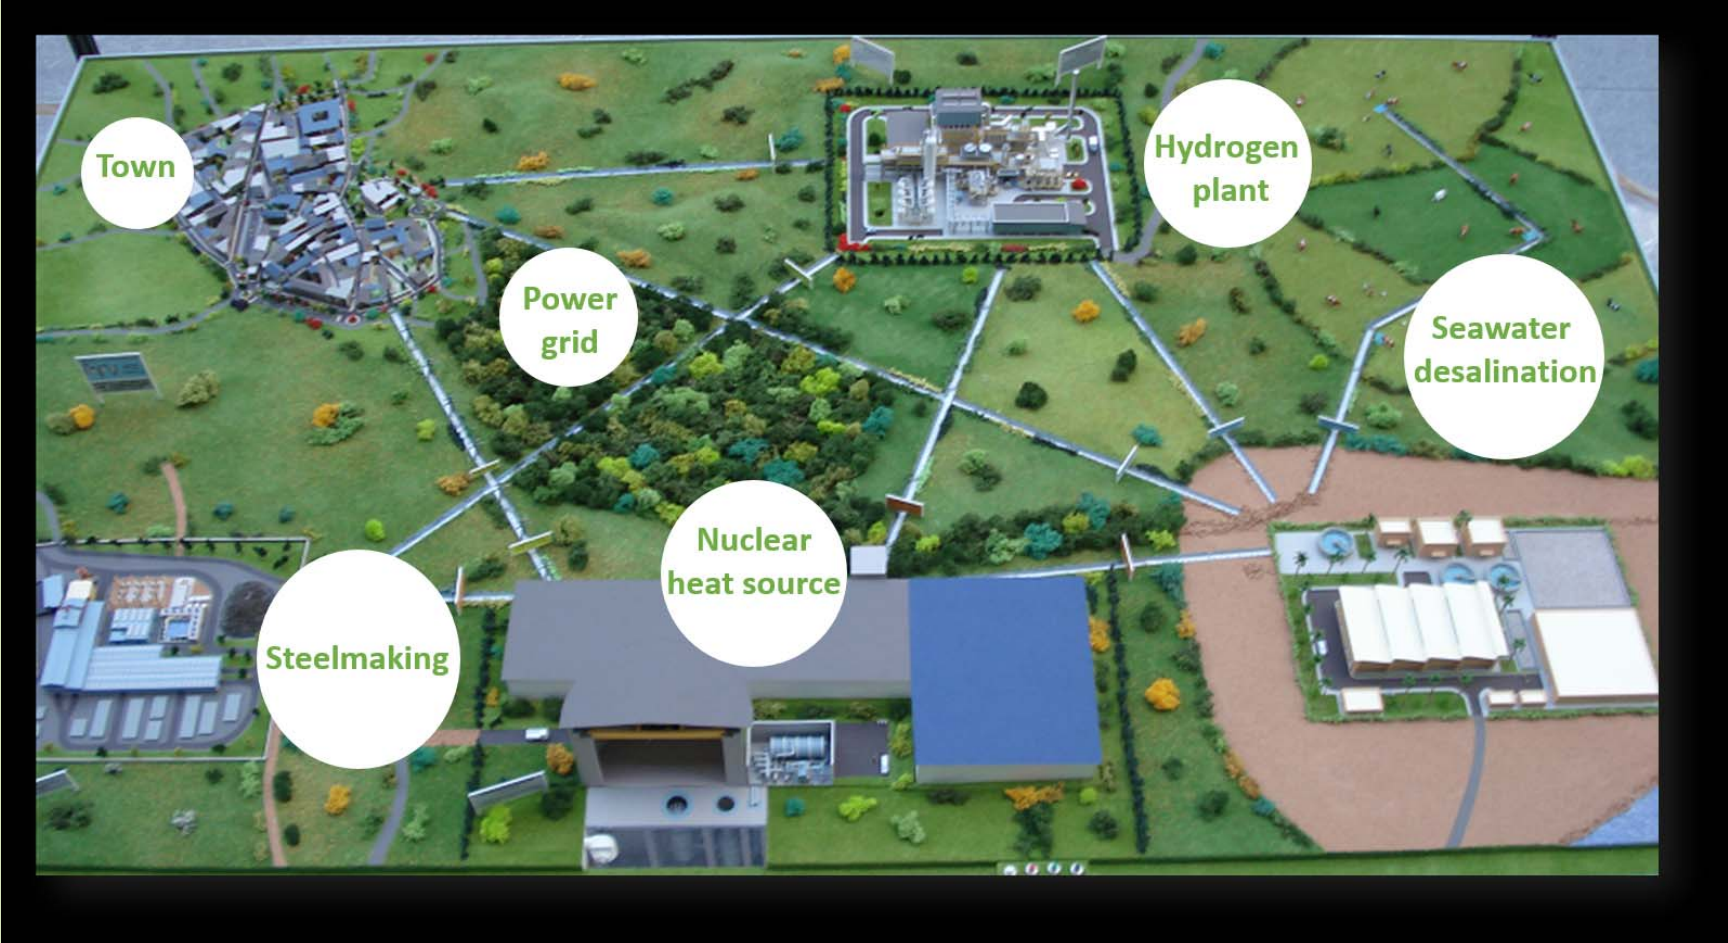 Town
Hydrogen
plant
Power
grid
Seawater
desalination
Nuclear
heat source
Steelmaking